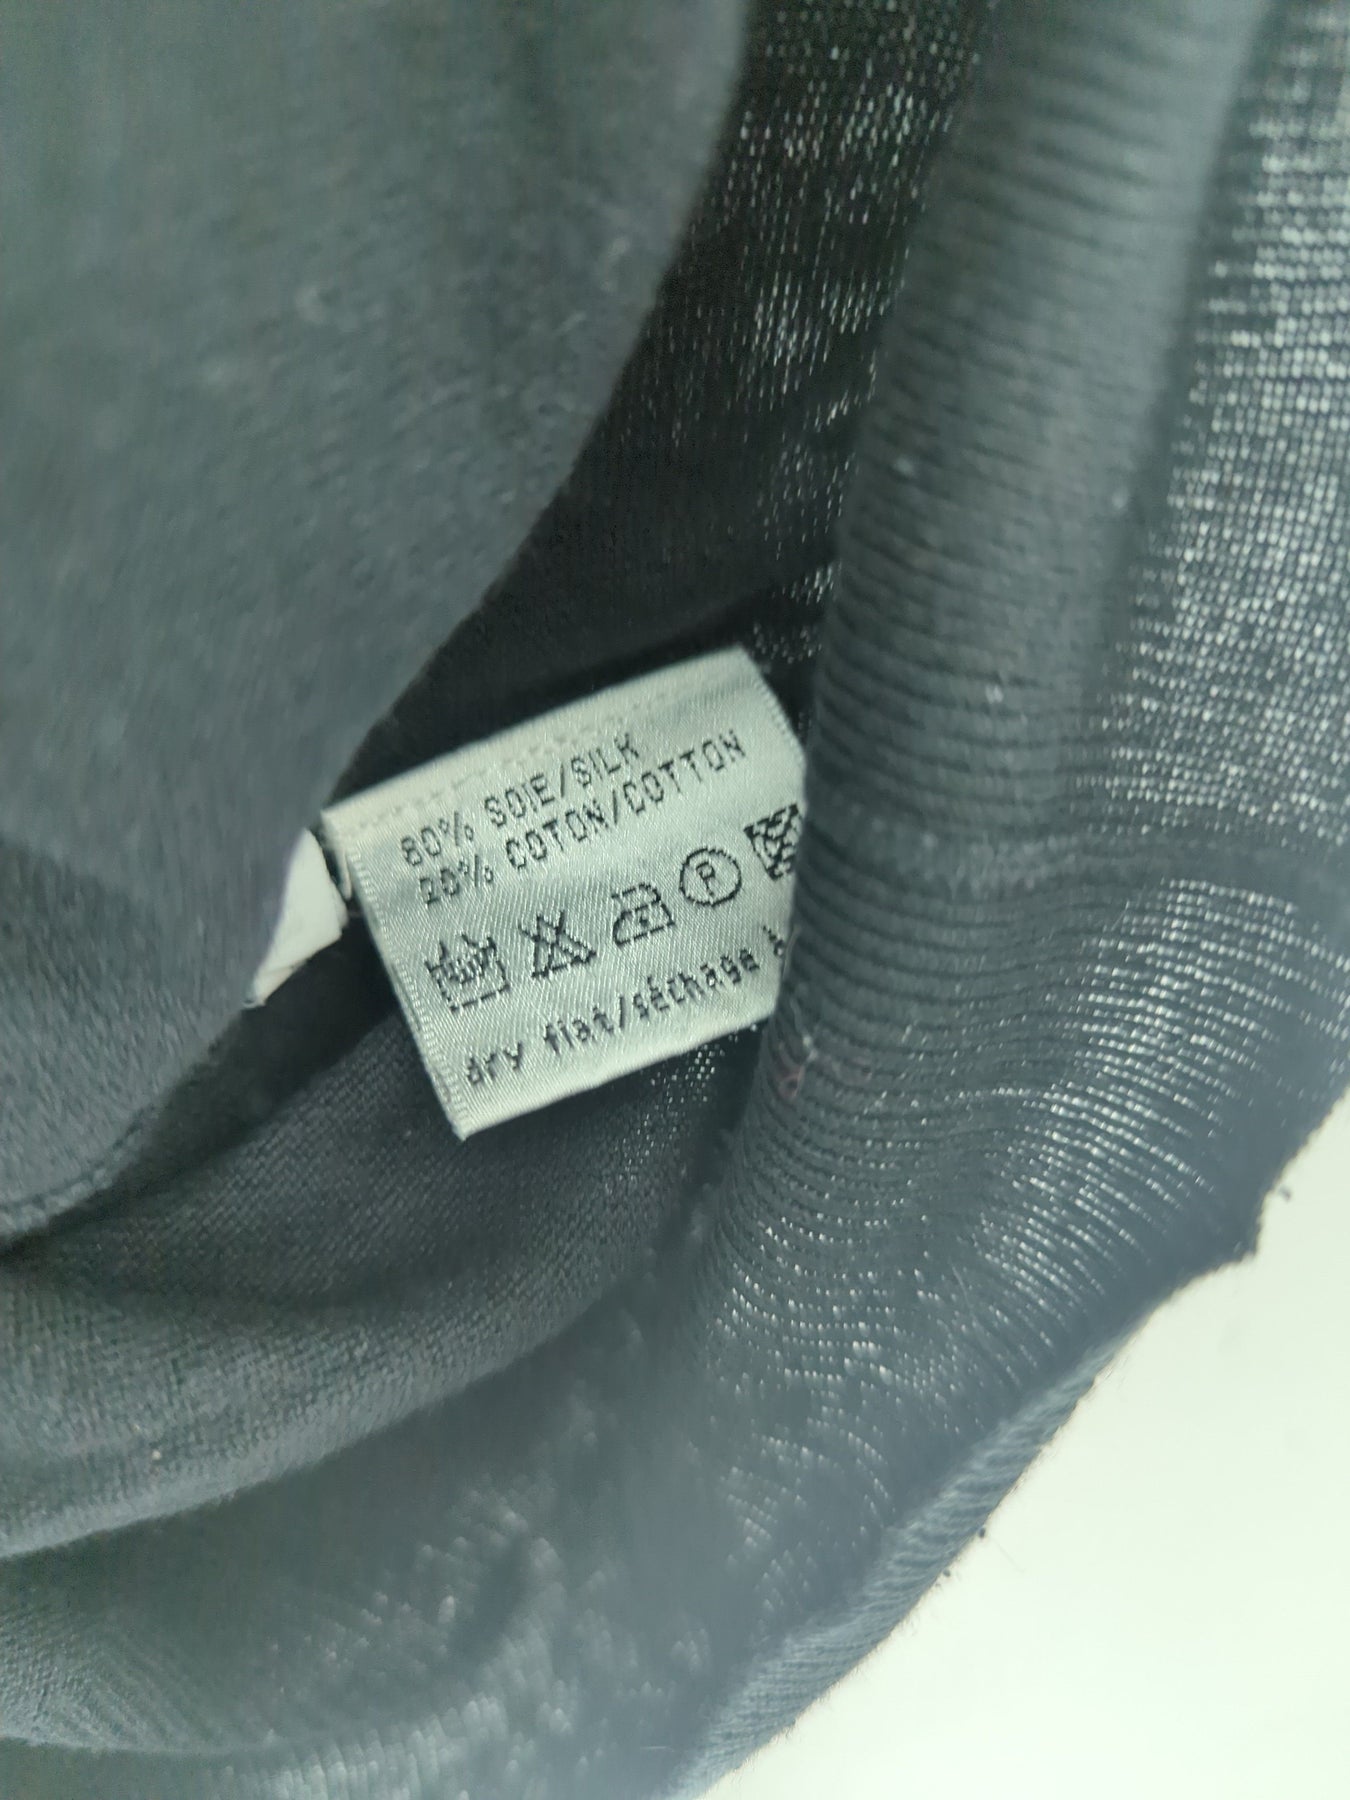 80% SOIE/SILK
20% COTON/COTTON
P
dry flat/séchage à